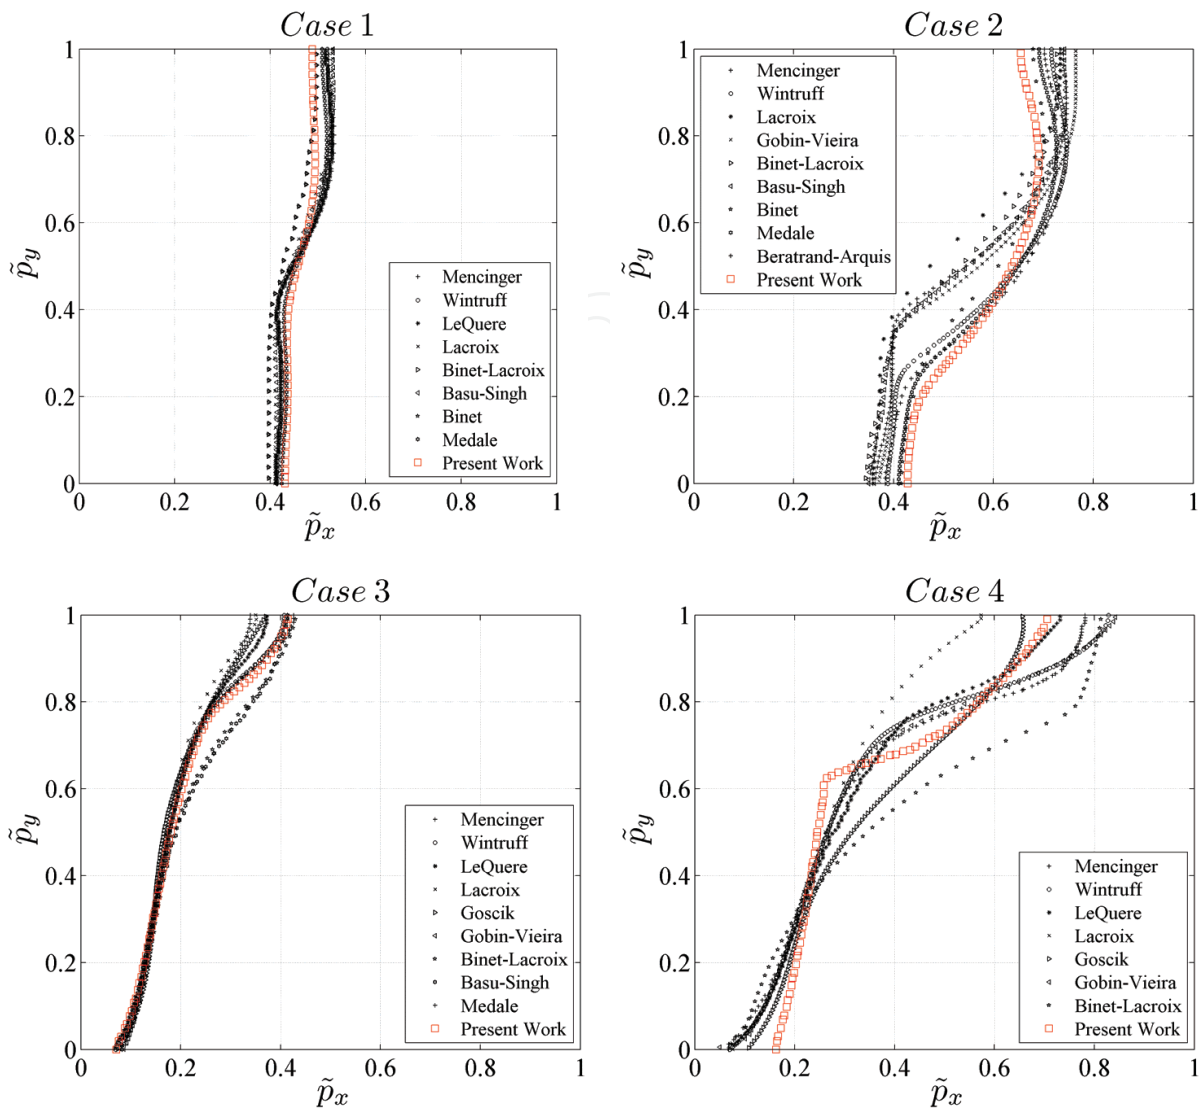 Case 1
1
0.8
0.6
0.4
0.2
0
p̃y
Mencinger
Wintruff
LeQuere
Lacroix
Binet-Lacroix
Basu-Singh
Binet
Medale
Present Work
0
0.2
0.4
0.6
0.8
1
p̃x
Case 2
1
0.8
0.6
0.4
0.2
0
p̃y
Mencinger
Wintruff
Lacroix
Gobin-Vieira
Binet-Lacroix
Basu-Singh
Binet
Medale
Beratrand-Arquis
Present Work
0
0.2
0.4
0.6
0.8
1
p̃x
Case 3
1
0.8
0.6
0.4
0.2
0
p̃y
Mencinger
Wintruff
LeQuere
Lacroix
Goscik
Gobin-Vieira
Binet-Lacroix
Basu-Singh
Medale
Present Work
0
0.2
0.4
0.6
0.8
1
p̃x
Case 4
1
0.8
0.6
0.4
0.2
0
p̃y
Mencinger
Wintruff
LeQuere
Lacroix
Goscik
Gobin-Vieira
Binet-Lacroix
Present Work
0
0.2
0.4
0.6
0.8
1
p̃x